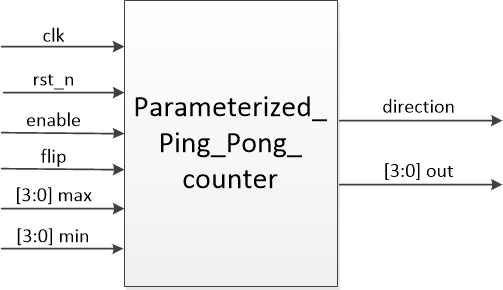 clk
rst_n
enable
flip
[3:0] max
[3:0] min
Parameterized_
Ping_Pong_
counter
direction
[3:0] out